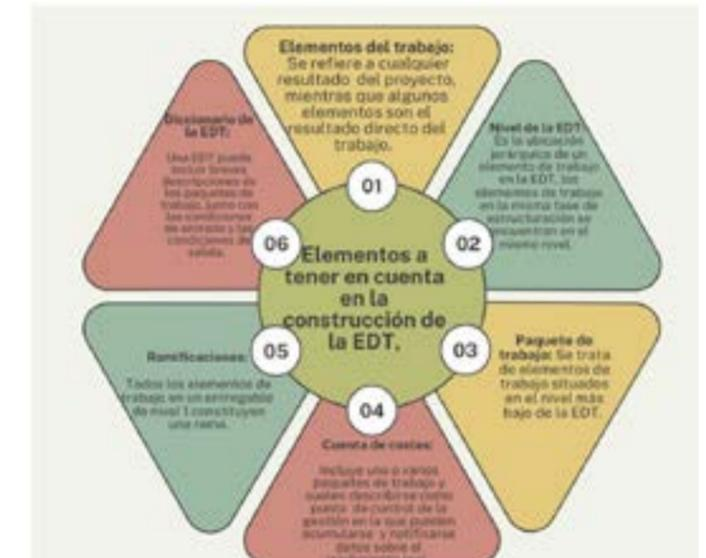 Elementos a
tener en cuenta
en la
construcción de
la EDT,
01
Elementos del trabajo:
Se refiere a cualquier
resultado del proyecto,
mientras que algunos
elementos son el
resultado directo del
trabajo.
02
Nivel de la EDT:
Es la ubicación
jerárquica de un
elemento de trabajo
en la EDT, los
elementos de trabajo
en la misma fase de
estructuración se
encuentran en el
mismo nivel.
03
Paquete de
trabajo: Se trata
de elementos de
trabajo situados
en el nivel más
bajo de la EDT.
04
Cuenta de costes:
Incluye uno o varios
paquetes de trabajo y
suelen describirse como
punto de control de la
gestión en la que pueden
acumularse y notificarse
datos sobre el
05
Ramificaciones:
Todos los elementos de
trabajo en un entregable
de nivel 1 constituyen
una rama.
06
Diccionario de
la EDT:
Una EDT puede
incluir breves
descripciones de
los paquetes de
trabajo, junto con
las condiciones
de entrada y las
condiciones de
salida.